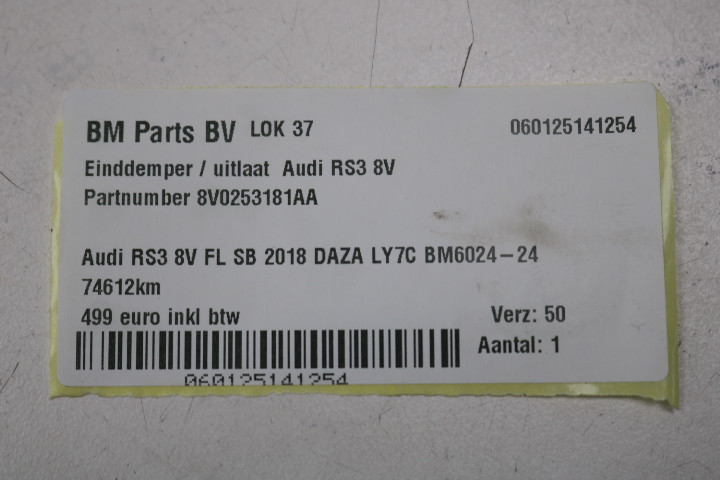 BM Parts BV LOK 37 060125141254
Einddemper / uitlaat Audi RS3 8V
Partnumber 8V0253181AA
Audi RS3 8V FL SB 2018 DAZA LY7C BM6024-24
74612km
499 euro inkl btw Verz: 50
Aantal: 1
060125141254